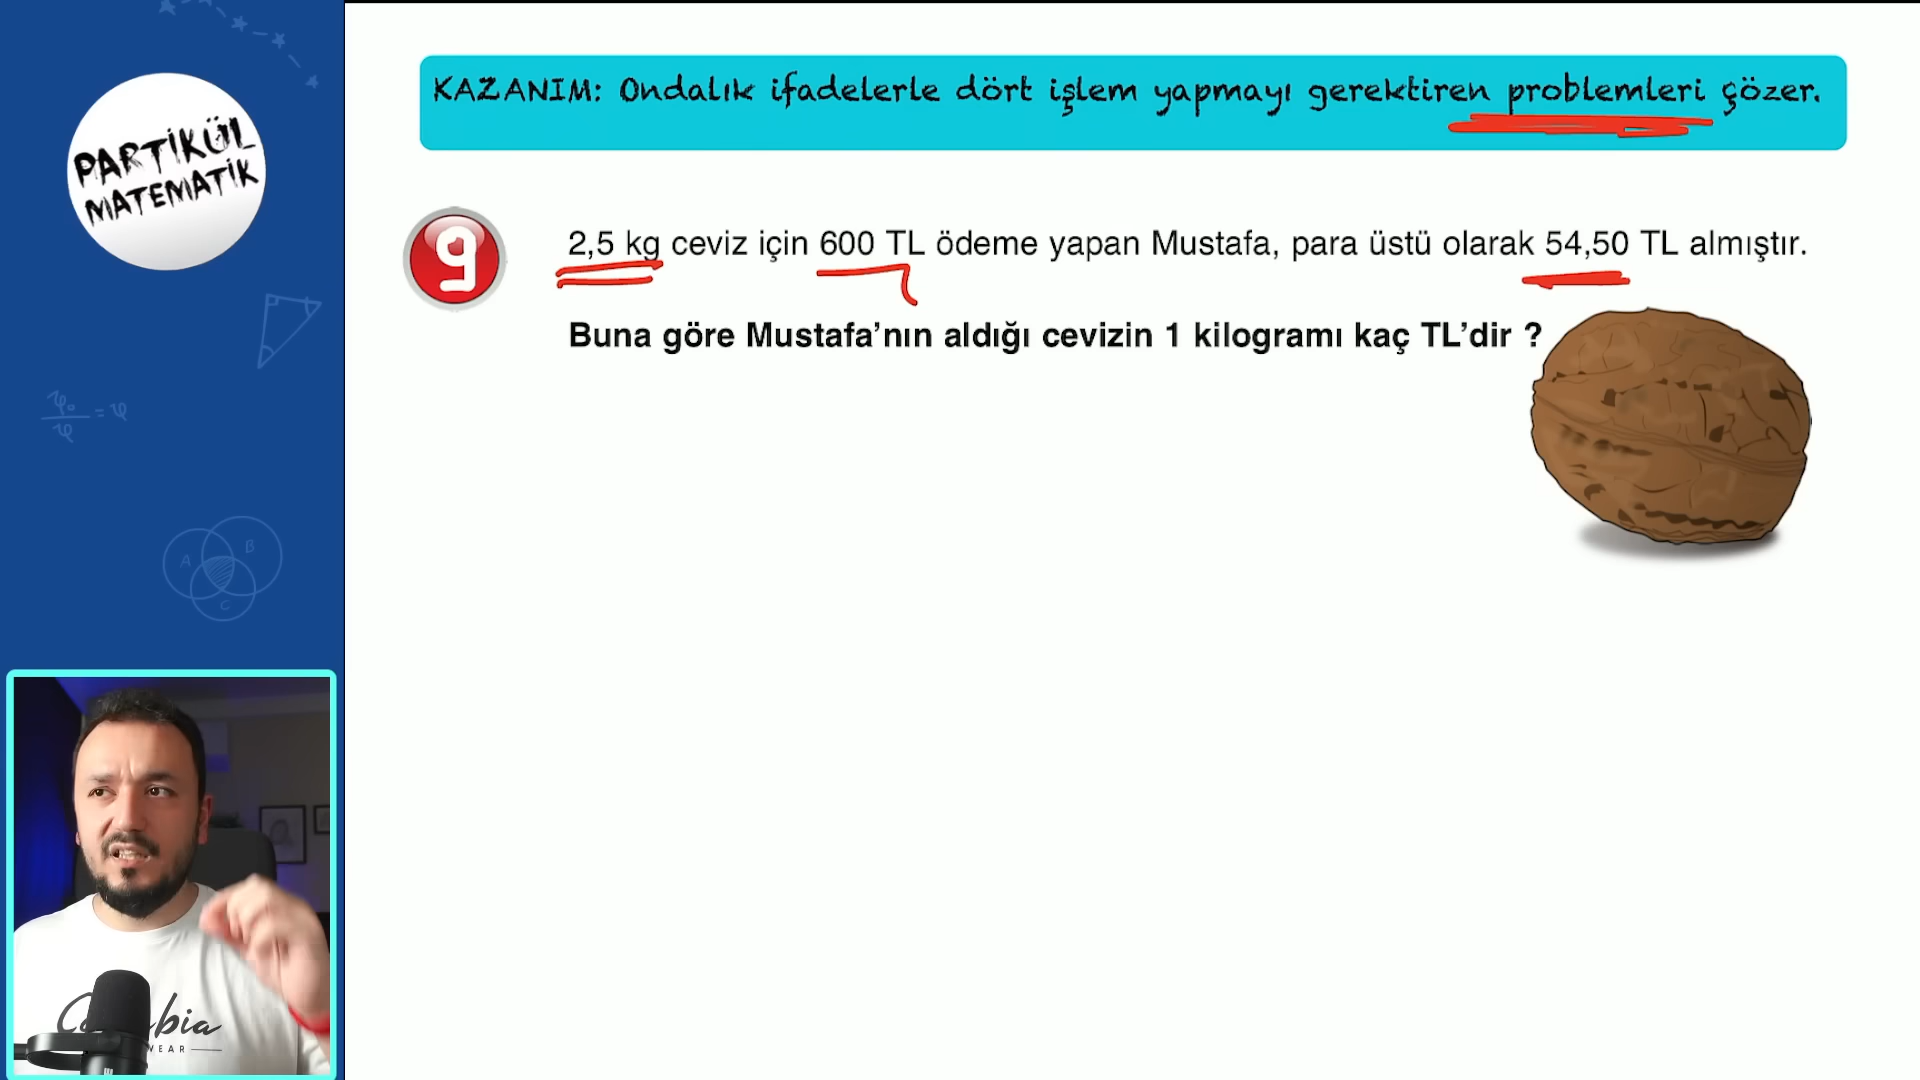 PARTİKÜL
MATEMATİK
KAZANIM: Ondalık ifadelerle dört işlem yapmayı gerektiren problemleri çözer.
9
2,5 kg ceviz için 600 TL ödeme yapan Mustafa, para üstü olarak 54,50 TL almıştır.
Buna göre Mustafa’nın aldığı cevizin 1 kilogramı kaç TL’dir ?
A
B
C